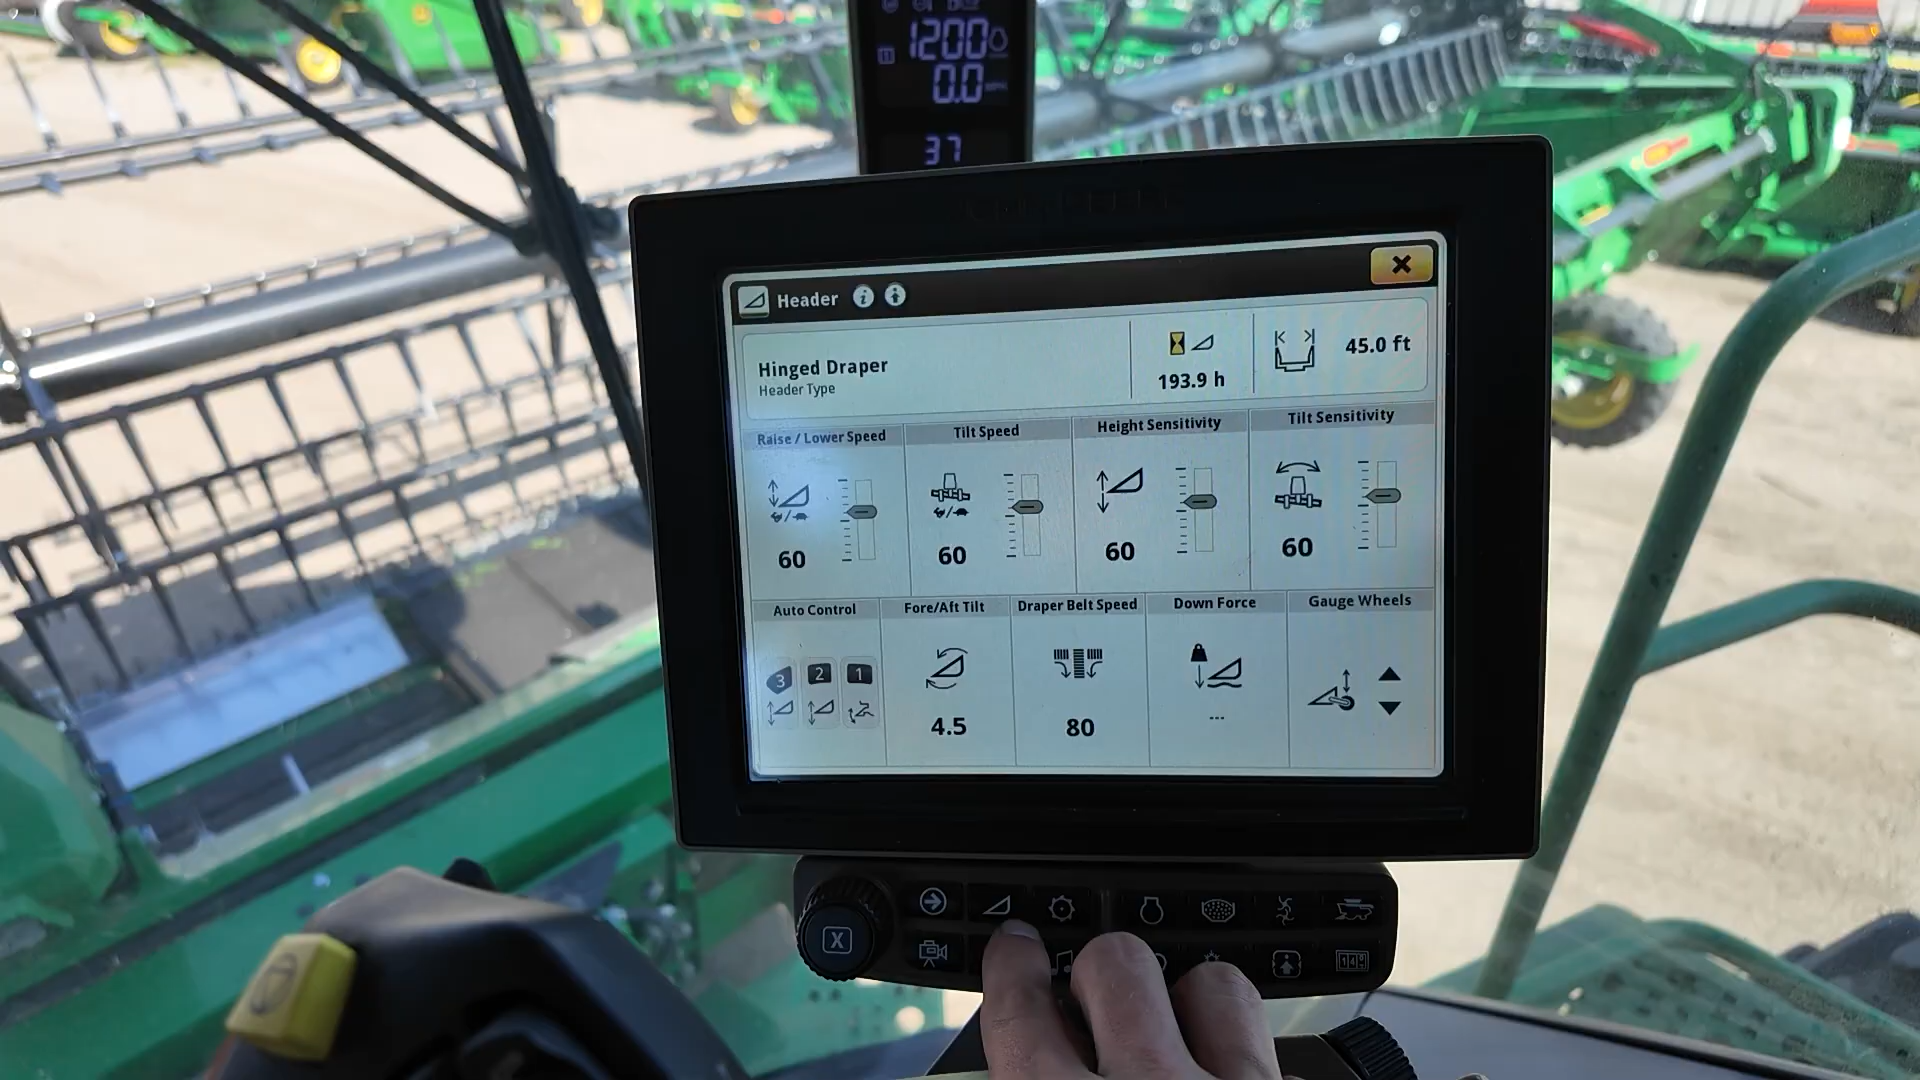 1200
0.0
37
Header
Hinged Draper
Header Type
193.9 h
45.0 ft
Raise / Lower Speed
60
Tilt Speed
60
Height Sensitivity
60
Tilt Sensitivity
60
Auto Control
3 2 1
Fore/Aft Tilt
4.5
Draper Belt Speed
80
Down Force
---
Gauge Wheels
X